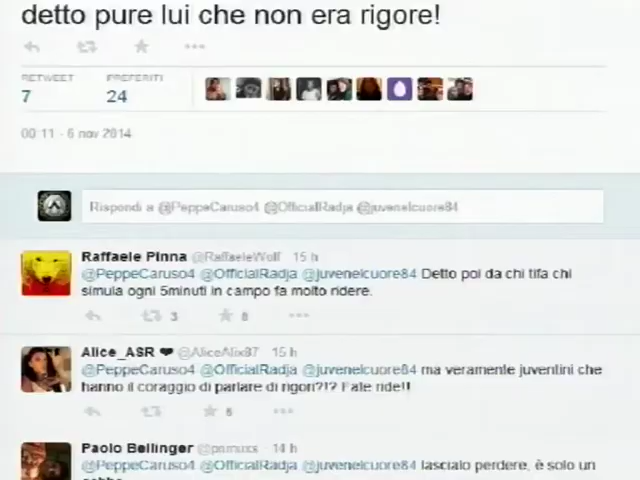 detto pure lui che non era rigore!
RETWEET PREFERITI
7 24
00:11 - 6 nov 2014
Rispondi a @PeppeCaruso4 @OfficialRadja @juvenelcuore84
Raffaele Pinna @RaffaeleWolf 15 h
@PeppeCaruso4 @OfficialRadja @juvenelcuore84 Detto poi da chi tifa chi
simula ogni 5minuti in campo fa molto ridere.
3 8
Alice_ASR ❤ @AliceAlix87 15 h
@PeppeCaruso4 @OfficialRadja @juvenelcuore84 ma veramente juventini che
hanno il coraggio di parlare di rigori?!? Fate ride!!
6
Paolo Bellinger 14 h
@PeppeCaruso4 @OfficialRadja @juvenelcuore84 lascialo perdere, è solo un